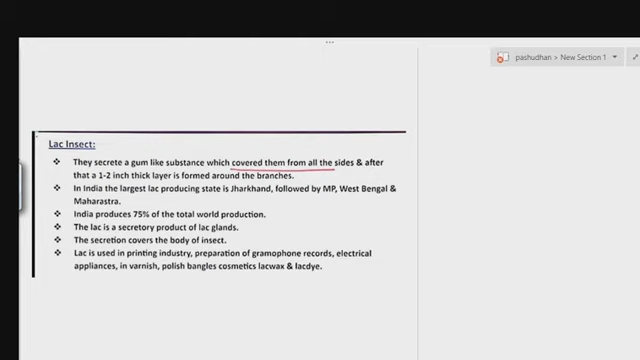 pashudhan > New Section 1
Lac Insect:
❖ They secrete a gum like substance which covered them from all the sides & after
that a 1-2 inch thick layer is formed around the branches.
❖ In India the largest lac producing state is Jharkhand, followed by MP, West Bengal &
Maharastra.
❖ India produces 75% of the total world production.
❖ The lac is a secretory product of lac glands.
❖ The secretion covers the body of insect.
❖ Lac is used in printing industry, preparation of gramophone records, electrical
appliances, in varnish, polish bangles cosmetics lacwax & lacdye.